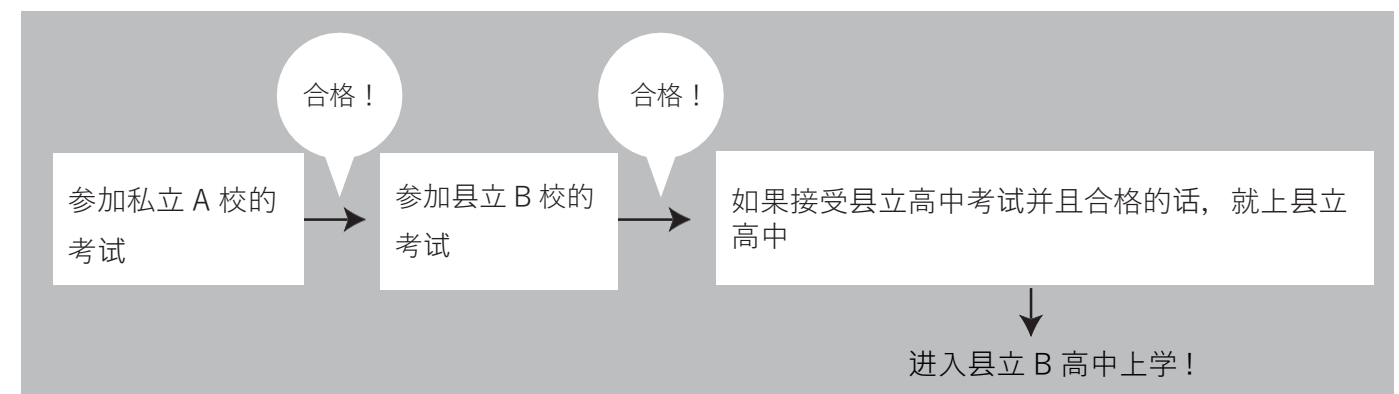 合格！
合格！
参加私立 A 校的
考试
参加县立 B 校的
考试
如果接受县立高中考试并且合格的话，就上县立
高中
进入县立 B 高中上学！